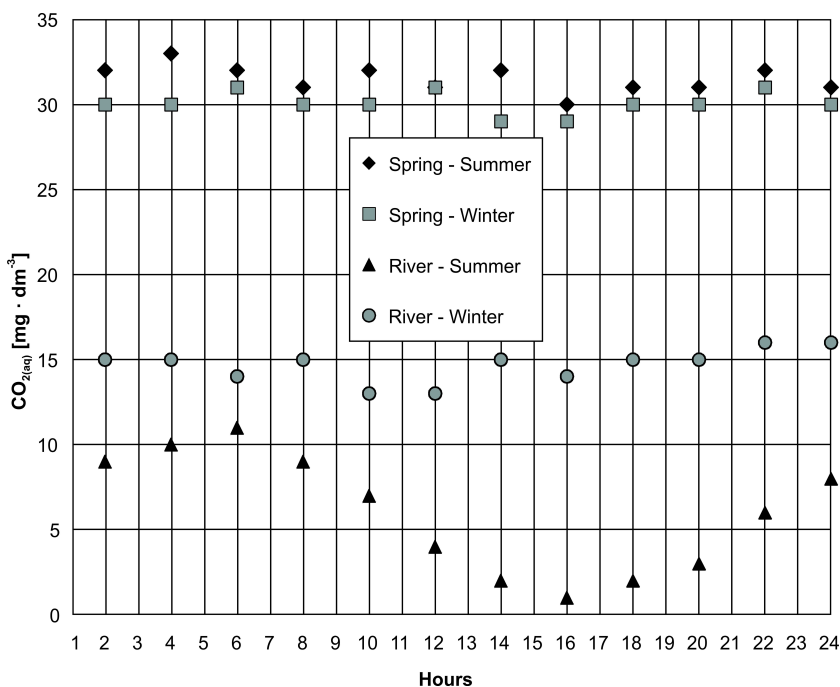 35
30
25
20
15
10
5
0
CO2(aq) [mg · dm-3]
Spring - Summer
Spring - Winter
River - Summer
River - Winter
1 2 3 4 5 6 7 8 9 10 11 12 13 14 15 16 17 18 19 20 21 22 23 24
Hours